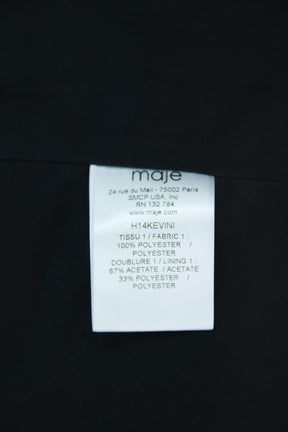 maje
24 rue du Mail - 75002 Paris
SMCP USA, Inc
RN 132 784
www.maje.com
H14KEVINI
TISSU 1 / FABRIC 1 :
100% POLYESTER /
POLYESTER
DOUBLURE 1 / LINING 1 :
67% ACETATE / ACETATE
33% POLYESTER /
POLYESTER